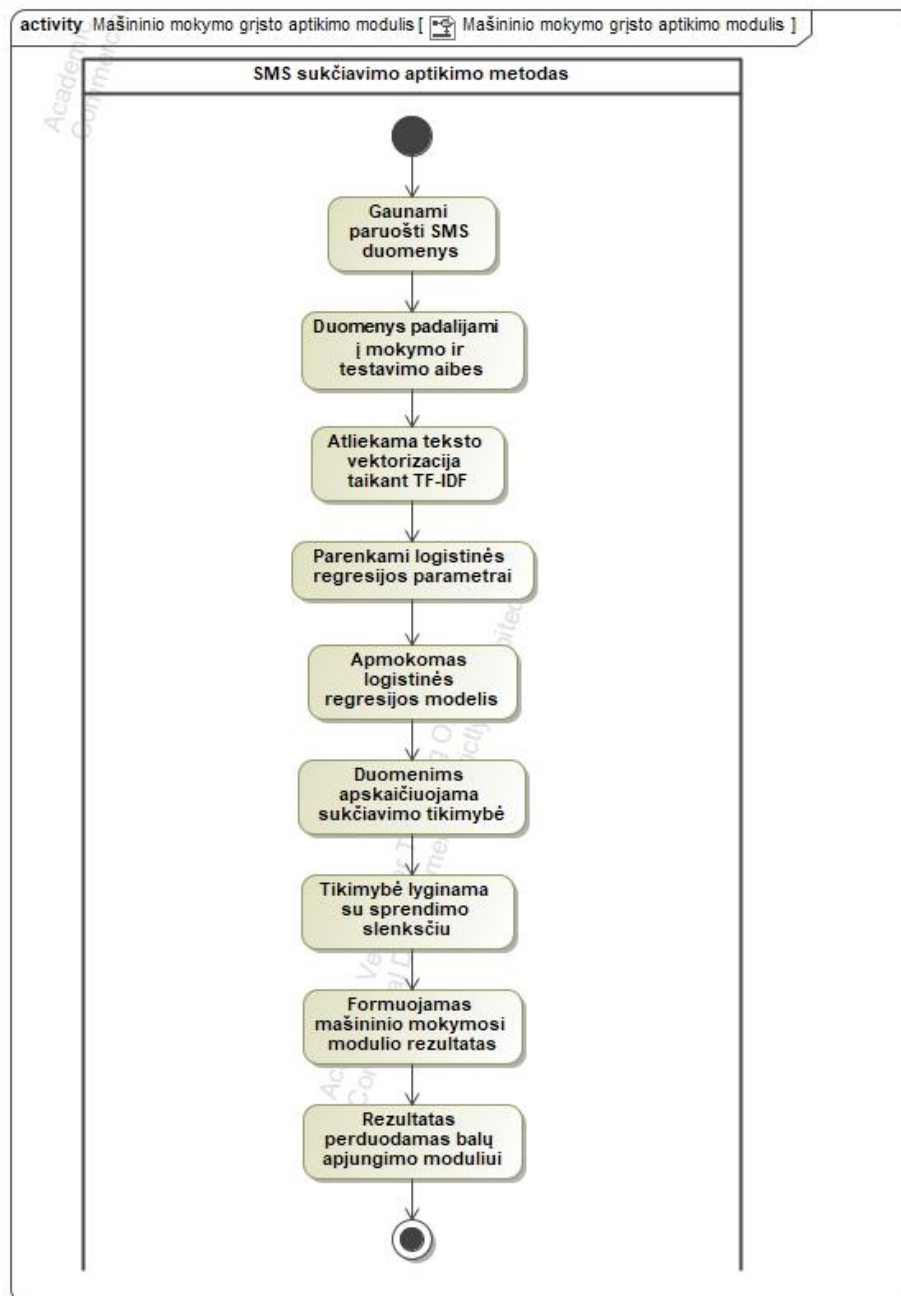 activity Mašininio mokymo grįsto aptikimo modulis [ Mašininio mokymo grįsto aptikimo modulis ]
SMS sukčiavimo aptikimo metodas
Gaunami
paruošti SMS
duomenys
Duomenys padalijami
į mokymo ir
testavimo aibes
Atliekama teksto
vektorizacija
taikant TF-IDF
Parenkami logistinės
regresijos parametrai
Apmokomas
logistinės
regresijos modelis
Duomenims
apskaičiuojama
sukčiavimo tikimybė
Tikimybė lyginama
su sprendimo
slenksčiu
Formuojamas
mašininio mokymosi
modulio rezultatas
Rezultatas
perduodamas balų
apjungimo moduliui